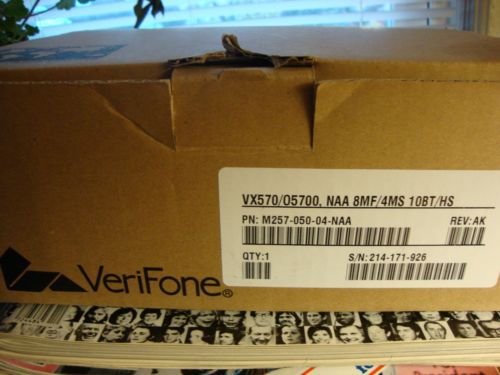 VX570/O5700, NAA 8MF/4MS 10BT/HS
PN: M257-050-04-NAA REV: AK
QTY:1 S/N: 214-171-926
VeriFone®